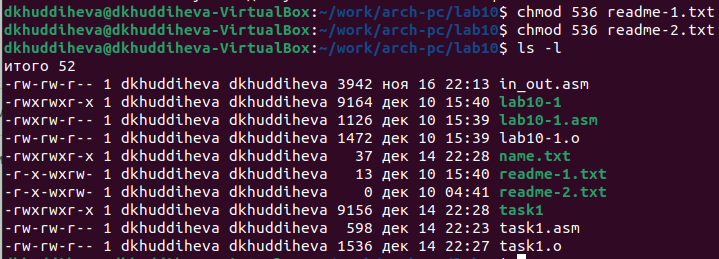 dkhuddiheva@dkhuddiheva-VirtualBox:~/work/arch-pc/lab10$ chmod 536 readme-1.txt
dkhuddiheva@dkhuddiheva-VirtualBox:~/work/arch-pc/lab10$ chmod 536 readme-2.txt
dkhuddiheva@dkhuddiheva-VirtualBox:~/work/arch-pc/lab10$ ls -l
итого 52
-rw-rw-r-- 1 dkhuddiheva dkhuddiheva 3942 ноя 16 22:13 in_out.asm
-rwxrwxr-x 1 dkhuddiheva dkhuddiheva 9164 дек 10 15:40 lab10-1
-rwxrw-r-- 1 dkhuddiheva dkhuddiheva 1126 дек 10 15:39 lab10-1.asm
-rw-rw-r-- 1 dkhuddiheva dkhuddiheva 1472 дек 10 15:39 lab10-1.o
-rwxrwxr-x 1 dkhuddiheva dkhuddiheva   37 дек 14 22:28 name.txt
-r-x-wxrw- 1 dkhuddiheva dkhuddiheva   13 дек 10 15:40 readme-1.txt
-r-x-wxrw- 1 dkhuddiheva dkhuddiheva    0 дек 10 04:41 readme-2.txt
-rwxrwxr-x 1 dkhuddiheva dkhuddiheva 9156 дек 14 22:28 task1
-rw-rw-r-- 1 dkhuddiheva dkhuddiheva  598 дек 14 22:23 task1.asm
-rw-rw-r-- 1 dkhuddiheva dkhuddiheva 1536 дек 14 22:27 task1.o